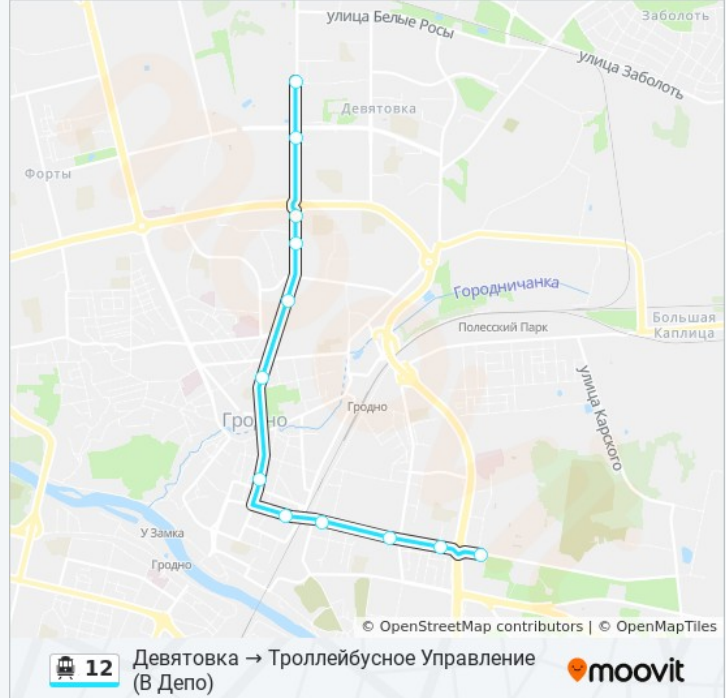 улица Белые Росы
Заболоть
улица Заболоть
Девятовка
Форты
Городничанка
Полесский Парк
Большая
Каплица
улица Карского
Гродно
Гродно
У Замка
Гродно
© OpenStreetMap contributors | © OpenMapTiles
12
Девятовка → Троллейбусное Управление
(В Депо)
moovit